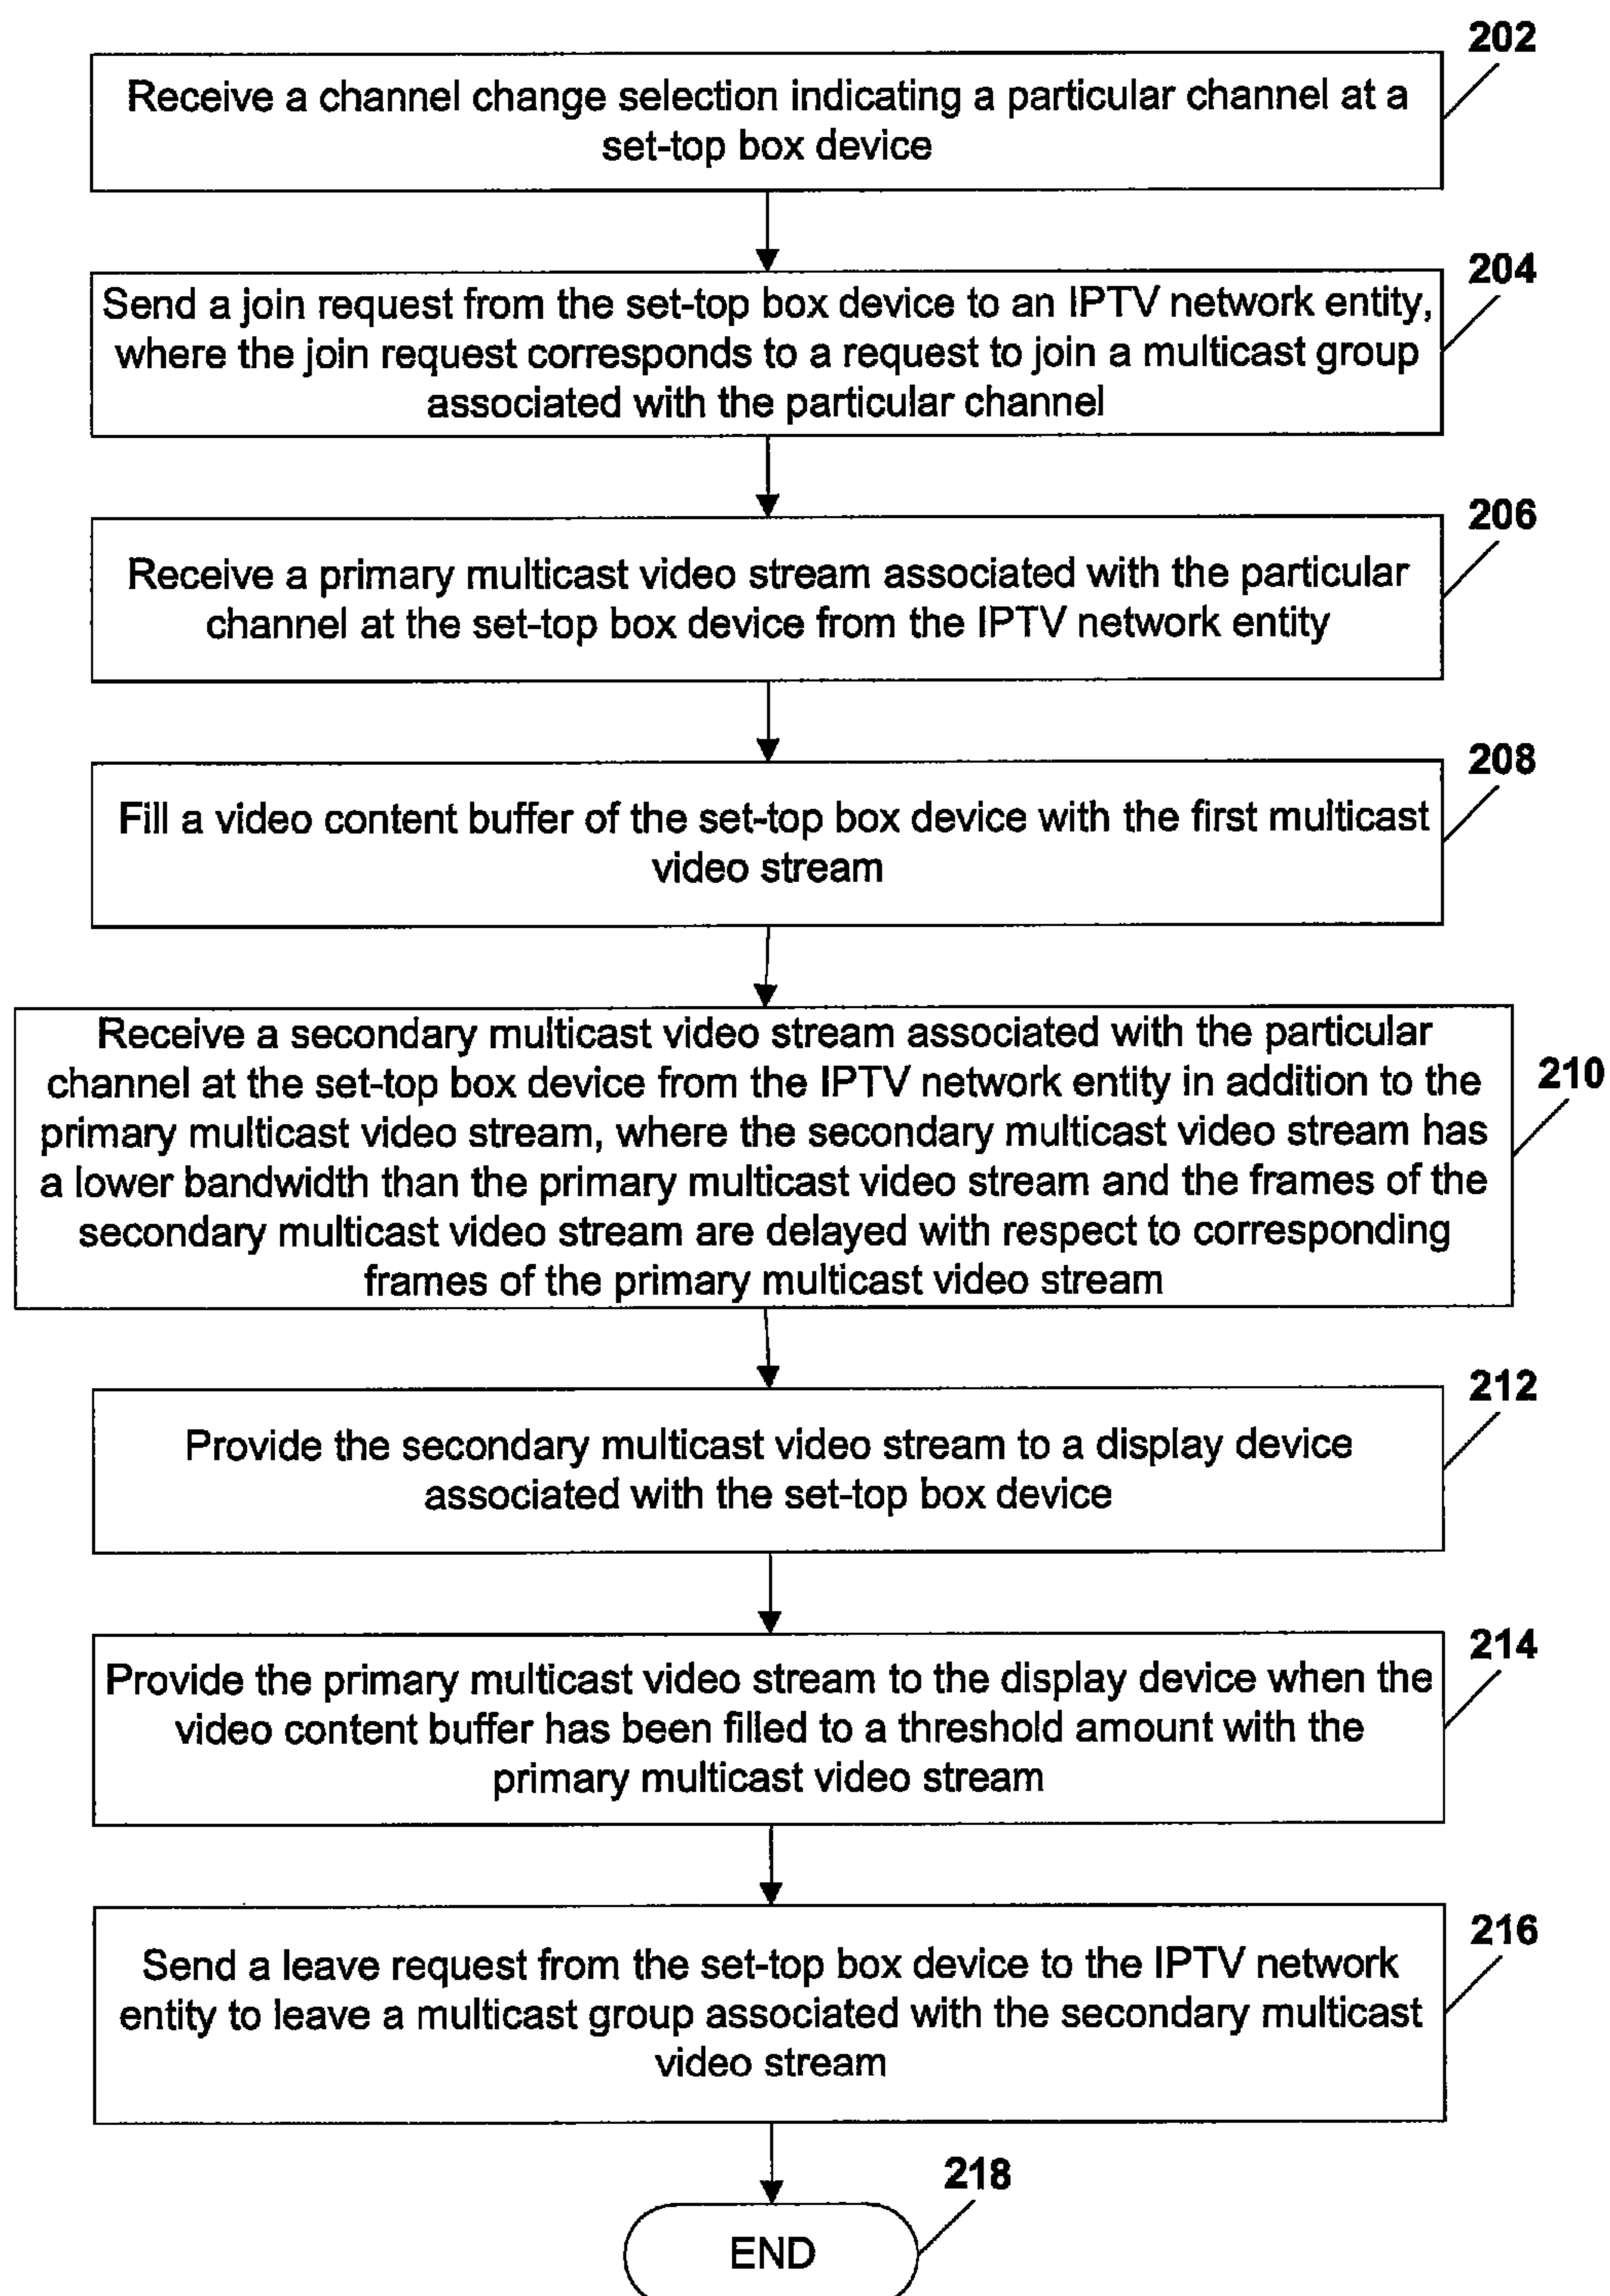 202
Receive a channel change selection indicating a particular channel at a
set-top box device
204
Send a join request from the set-top box device to an IPTV network entity,
where the join request corresponds to a request to join a multicast group
associated with the particular channel
206
Receive a primary multicast video stream associated with the particular
channel at the set-top box device from the IPTV network entity
208
Fill a video content buffer of the set-top box device with the first multicast
video stream
210
Receive a secondary multicast video stream associated with the particular
channel at the set-top box device from the IPTV network entity in addition to the
primary multicast video stream, where the secondary multicast video stream has
a lower bandwidth than the primary multicast video stream and the frames of the
secondary multicast video stream are delayed with respect to corresponding
frames of the primary multicast video stream
212
Provide the secondary multicast video stream to a display device
associated with the set-top box device
214
Provide the primary multicast video stream to the display device when the
video content buffer has been filled to a threshold amount with the
primary multicast video stream
216
Send a leave request from the set-top box device to the IPTV network
entity to leave a multicast group associated with the secondary multicast
video stream
218
END